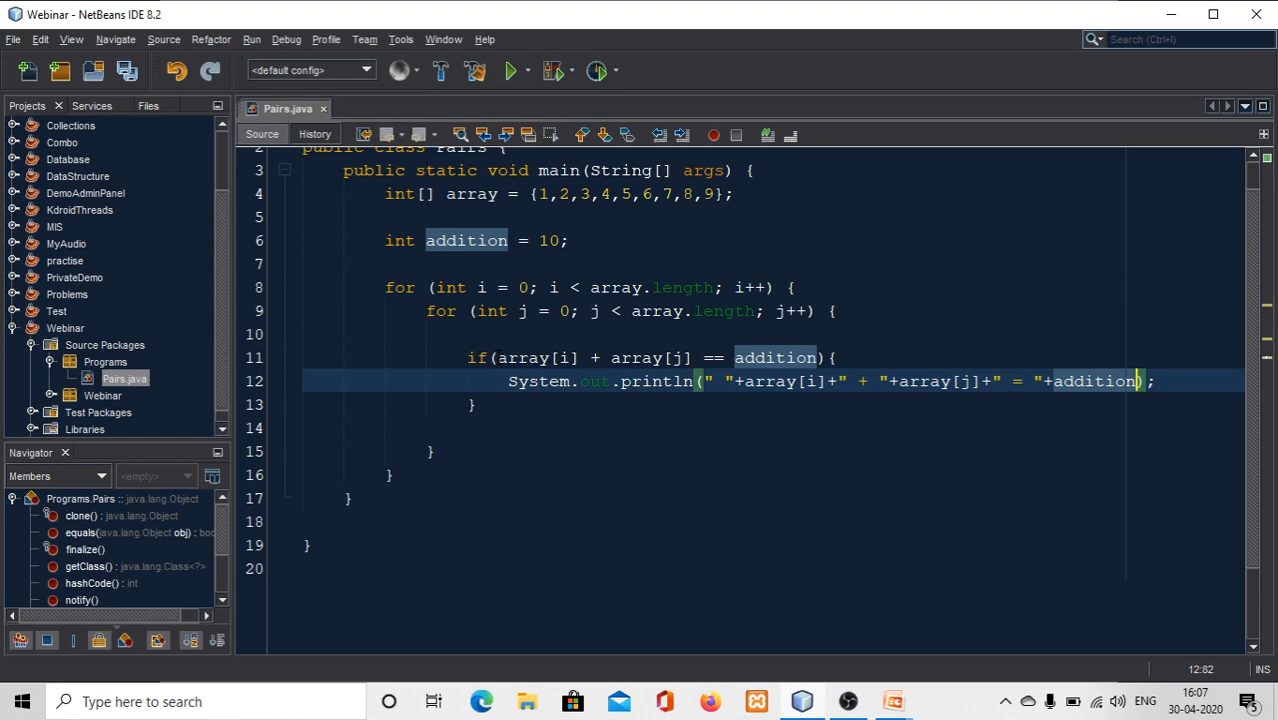 Webinar - NetBeans IDE 8.2
File Edit View Navigate Source Refactor Run Debug Profile Team Tools Window Help
Search (Ctrl+I)
<default config>
Projects Services Files
Pairs.java
Source History
Collections
Combo
Database
DataStructure
DemoAdminPanel
KdroidThreads
MIS
MyAudio
practise
PrivateDemo
Problems
Test
Webinar
Source Packages
Programs
Pairs.java
Webinar
Test Packages
Libraries
Navigator
Members
<empty>
Programs.Pairs :: java.lang.Object
clone() : java.lang.Object
equals(java.lang.Object obj) : boo
finalize()
getClass() : java.lang.Class<?>
hashCode() : int
notify()
2 public class Pairs {
3 public static void main(String[] args) {
4 int[] array = {1,2,3,4,5,6,7,8,9};
5
6 int addition = 10;
7
8 for (int i = 0; i < array.length; i++) {
9 for (int j = 0; j < array.length; j++) {
10
11 if(array[i] + array[j] == addition){
12 System.out.println(" "+array[i]+" + "+array[j]+" = "+addition);
13 }
14
15 }
16 }
17 }
18
19 }
20
12:82 INS
Type here to search
ENG
16:07
30-04-2020
5